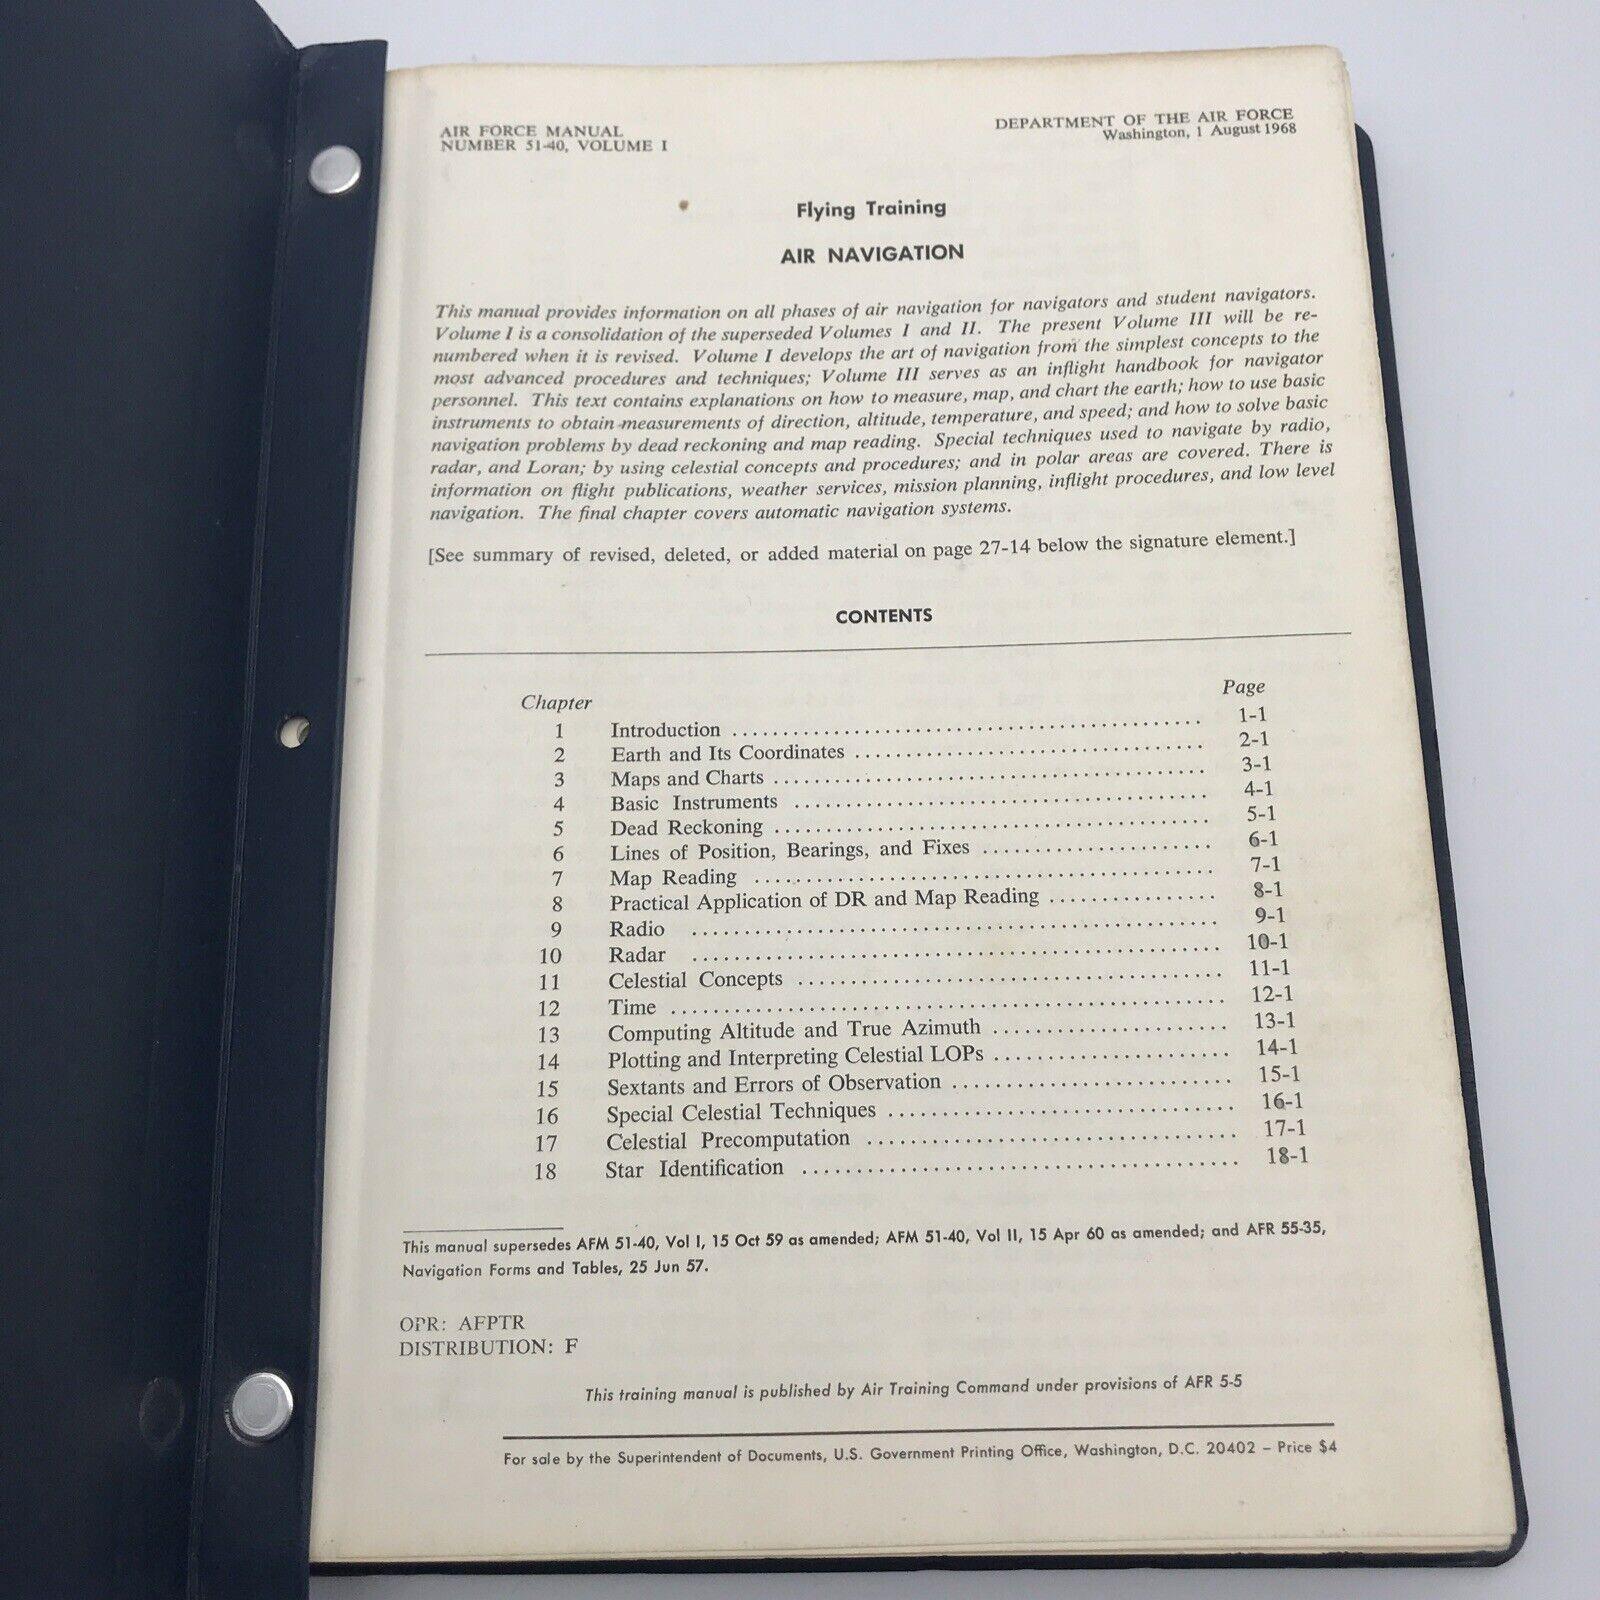 AIR FORCE MANUAL
NUMBER 51-40, VOLUME I
DEPARTMENT OF THE AIR FORCE
Washington, 1 August 1968
Flying Training
AIR NAVIGATION
This manual provides information on all phases of air navigation for navigators and student navigators.
Volume I is a consolidation of the superseded Volumes I and II. The present Volume III will be re-
numbered when it is revised. Volume I develops the art of navigation from the simplest concepts to the
most advanced procedures and techniques; Volume III serves as an inflight handbook for navigator
personnel. This text contains explanations on how to measure, map, and chart the earth; how to use basic
instruments to obtain measurements of direction, altitude, temperature, and speed; and how to solve basic
navigation problems by dead reckoning and map reading. Special techniques used to navigate by radio,
radar, and Loran; by using celestial concepts and procedures; and in polar areas are covered. There is
information on flight publications, weather services, mission planning, inflight procedures, and low level
navigation. The final chapter covers automatic navigation systems.
[See summary of revised, deleted, or added material on page 27-14 below the signature element.]
CONTENTS
Chapter Page
1 Introduction 1-1
2 Earth and Its Coordinates 2-1
3 Maps and Charts 3-1
4 Basic Instruments 4-1
5 Dead Reckoning 5-1
6 Lines of Position, Bearings, and Fixes 6-1
7 Map Reading 7-1
8 Practical Application of DR and Map Reading 8-1
9 Radio 9-1
10 Radar 10-1
11 Celestial Concepts 11-1
12 Time 12-1
13 Computing Altitude and True Azimuth 13-1
14 Plotting and Interpreting Celestial LOPs 14-1
15 Sextants and Errors of Observation 15-1
16 Special Celestial Techniques 16-1
17 Celestial Precomputation 17-1
18 Star Identification 18-1
This manual supersedes AFM 51-40, Vol I, 15 Oct 59 as amended; AFM 51-40, Vol II, 15 Apr 60 as amended; and AFR 55-35,
Navigation Forms and Tables, 25 Jun 57.
OPR: AFPTR
DISTRIBUTION: F
This training manual is published by Air Training Command under provisions of AFR 5-5
For sale by the Superintendent of Documents, U.S. Government Printing Office, Washington, D.C. 20402 – Price $4